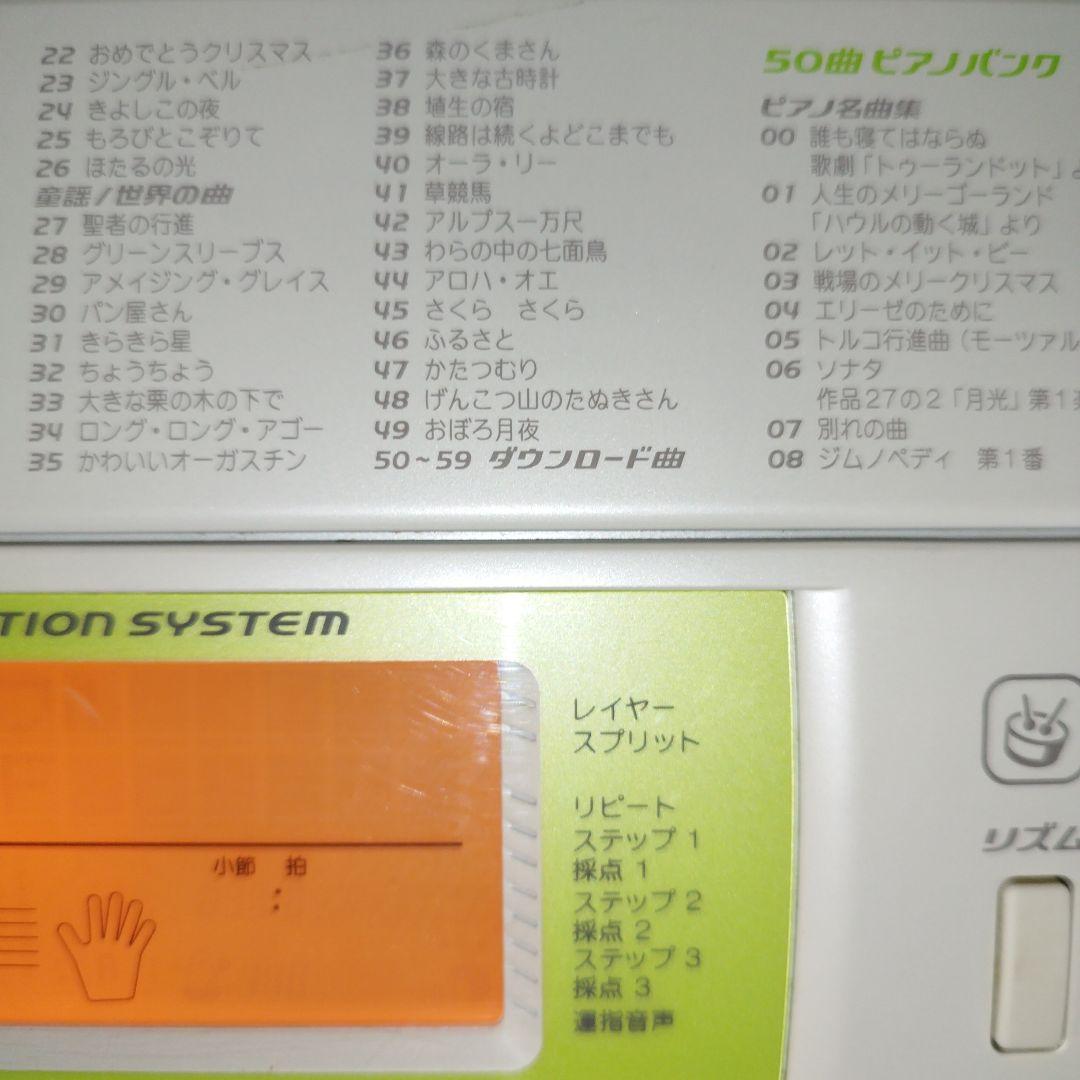 22 おめでとうクリスマス
23 ジングル・ベル
24 きよしこの夜
25 もろびとこぞりて
26 ほたるの光
童謡/世界の曲
27 聖者の行進
28 グリーンスリーブス
29 アメイジング・グレイス
30 パン屋さん
31 きらきら星
32 ちょうちょう
33 大きな栗の木の下で
34 ロング・ロング・アゴー
35 かわいいオーガスチン
36 森のくまさん
37 大きな古時計
38 埴生の宿
39 線路は続くよどこまでも
40 オーラ・リー
41 草競馬
42 アルプス一万尺
43 わらの中の七面鳥
44 アロハ・オエ
45 さくら さくら
46 ふるさと
47 かたつむり
48 げんこつ山のたぬきさん
49 おぼろ月夜
50~59 ダウンロード曲
50曲 ピアノバンク
ピアノ名曲集
00 誰も寝てはならぬ
歌劇「トゥーランドット」よ
01 人生のメリーゴーランド
「ハウルの動く城」より
02 レット・イット・ビー
03 戦場のメリークリスマス
04 エリーゼのために
05 トルコ行進曲(モーツァル
06 ソナタ
作品27の2「月光」第1楽
07 別れの曲
08 ジムノペディ 第1番
TION SYSTEM
小節 拍
レイヤー
スプリット
リピート
ステップ 1
採点 1
ステップ 2
採点 2
ステップ 3
採点 3
運指音声
リズム